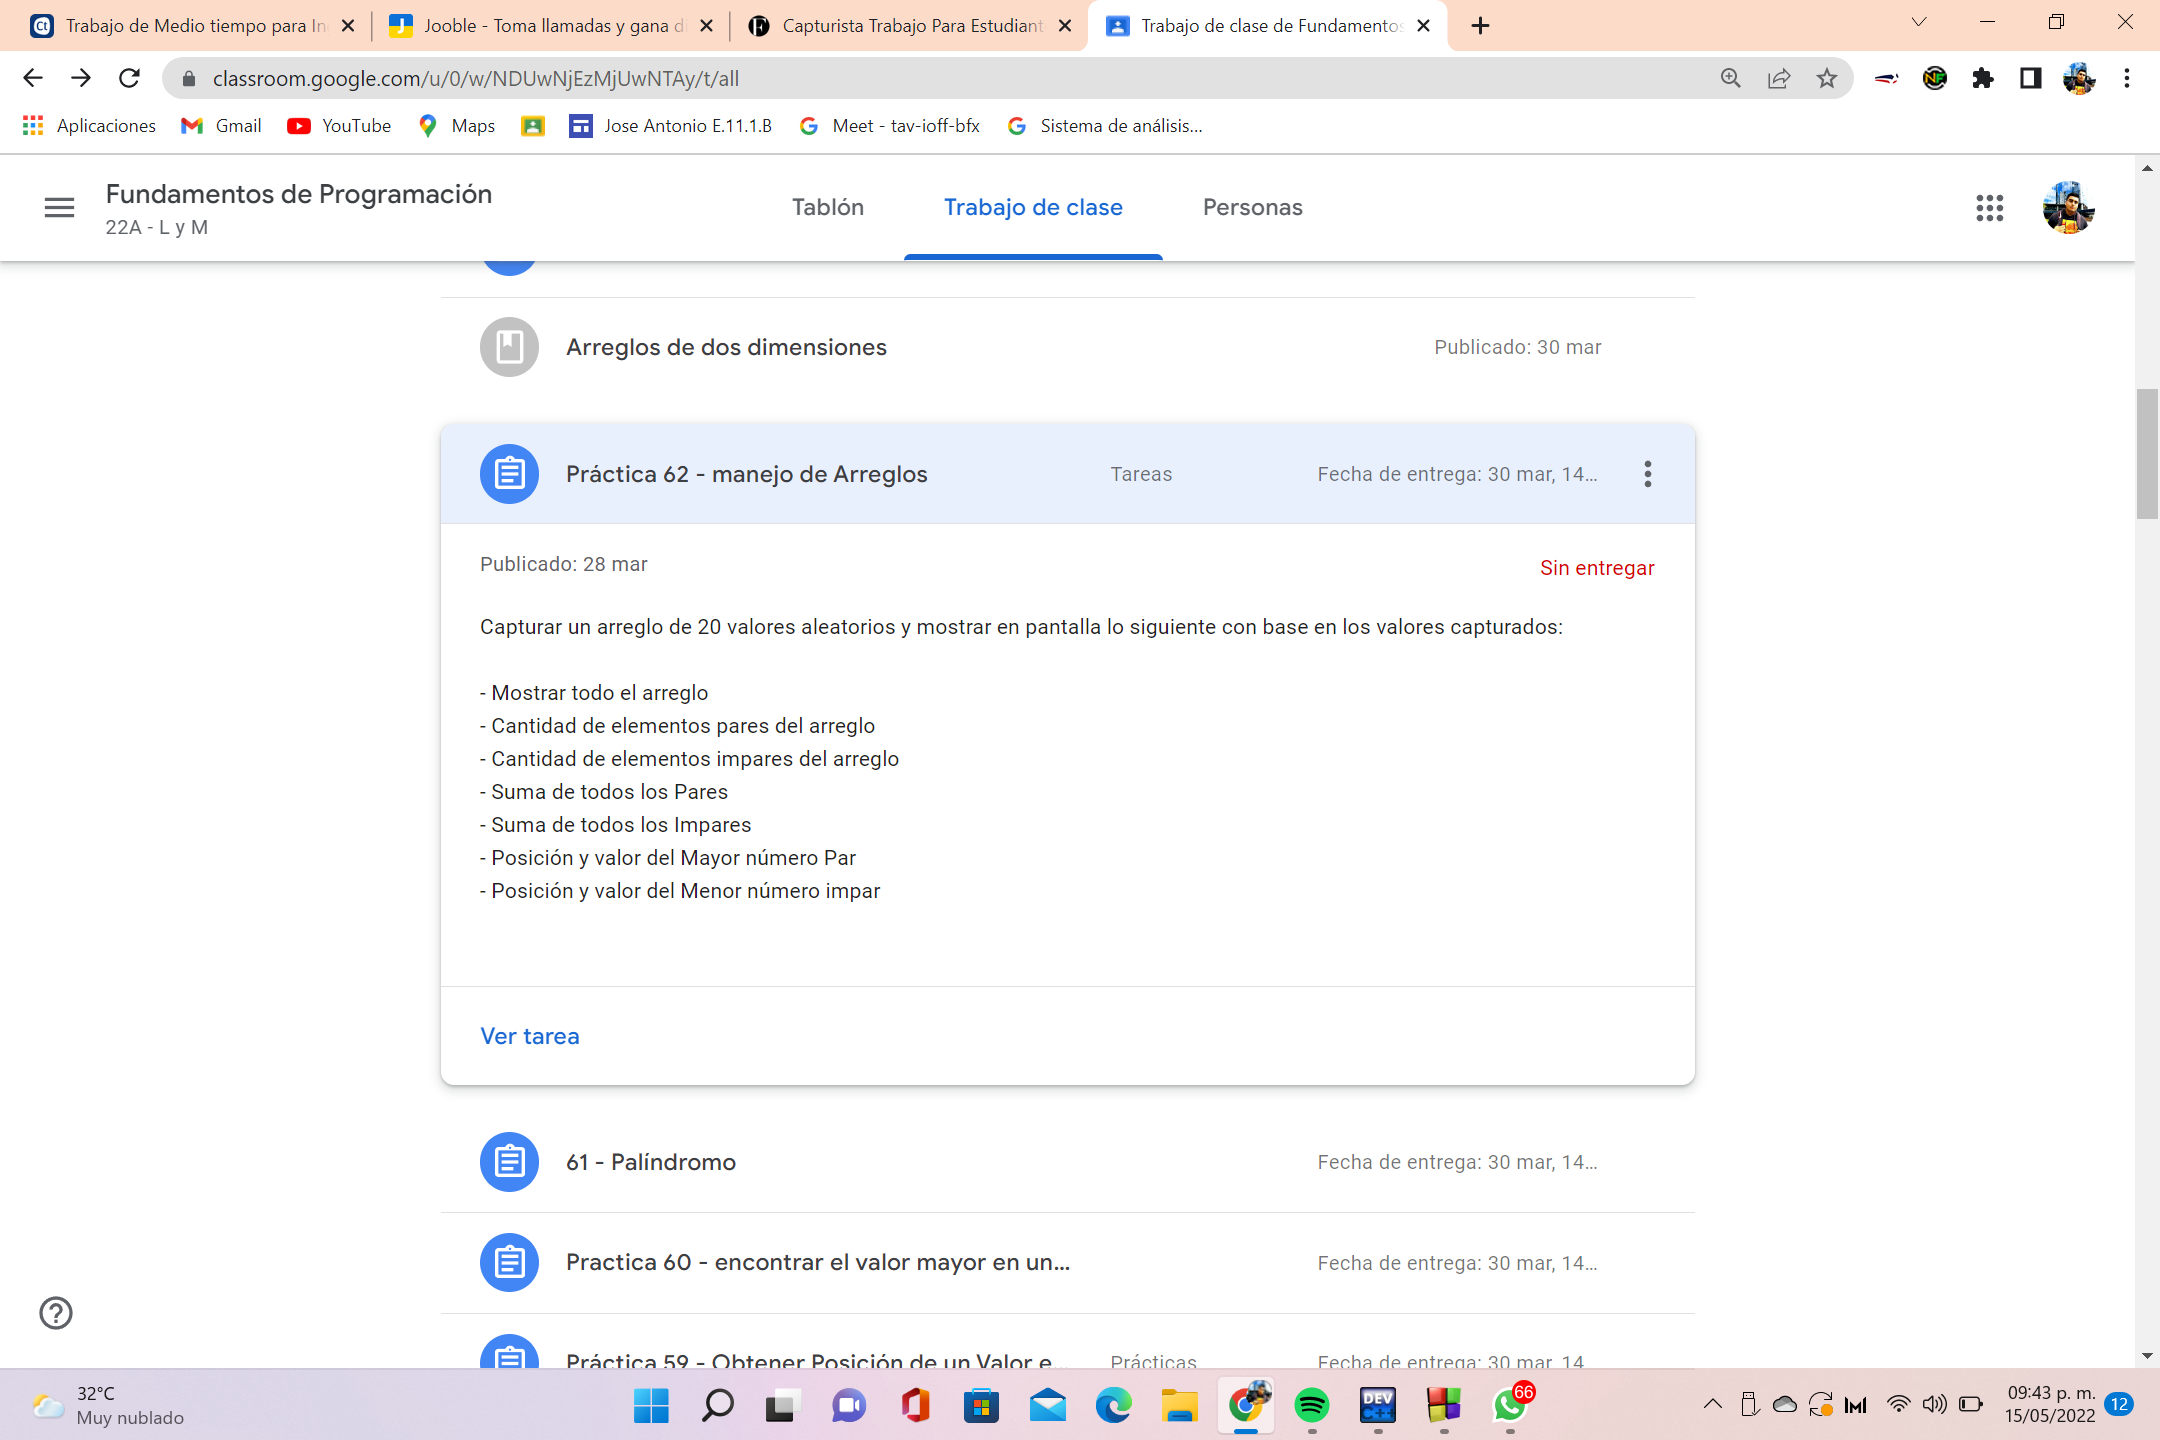 Trabajo de Medio tiempo para In
Jooble - Toma llamadas y gana di
Capturista Trabajo Para Estudiant
Trabajo de clase de Fundamentos
classroom.google.com/u/0/w/NDUwNjEzMjUwNTAy/t/all
Aplicaciones
Gmail
YouTube
Maps
Jose Antonio E.11.1.B
Meet - tav-ioff-bfx
Sistema de análisis...
Fundamentos de Programación
22A - L y M
Tablón
Trabajo de clase
Personas
Arreglos de dos dimensiones
Publicado: 30 mar
Práctica 62 - manejo de Arreglos
Tareas
Fecha de entrega: 30 mar, 14...
Publicado: 28 mar
Sin entregar
Capturar un arreglo de 20 valores aleatorios y mostrar en pantalla lo siguiente con base en los valores capturados:
- Mostrar todo el arreglo
- Cantidad de elementos pares del arreglo
- Cantidad de elementos impares del arreglo
- Suma de todos los Pares
- Suma de todos los Impares
- Posición y valor del Mayor número Par
- Posición y valor del Menor número impar
Ver tarea
61 - Palíndromo
Fecha de entrega: 30 mar, 14...
Practica 60 - encontrar el valor mayor en un...
Fecha de entrega: 30 mar, 14...
Práctica 59 - Obtener Posición de un Valor e...
Prácticas
Fecha de entrega: 30 mar, 14
32°C
Muy nublado
DEV
C++
66
09:43 p. m.
15/05/2022
12